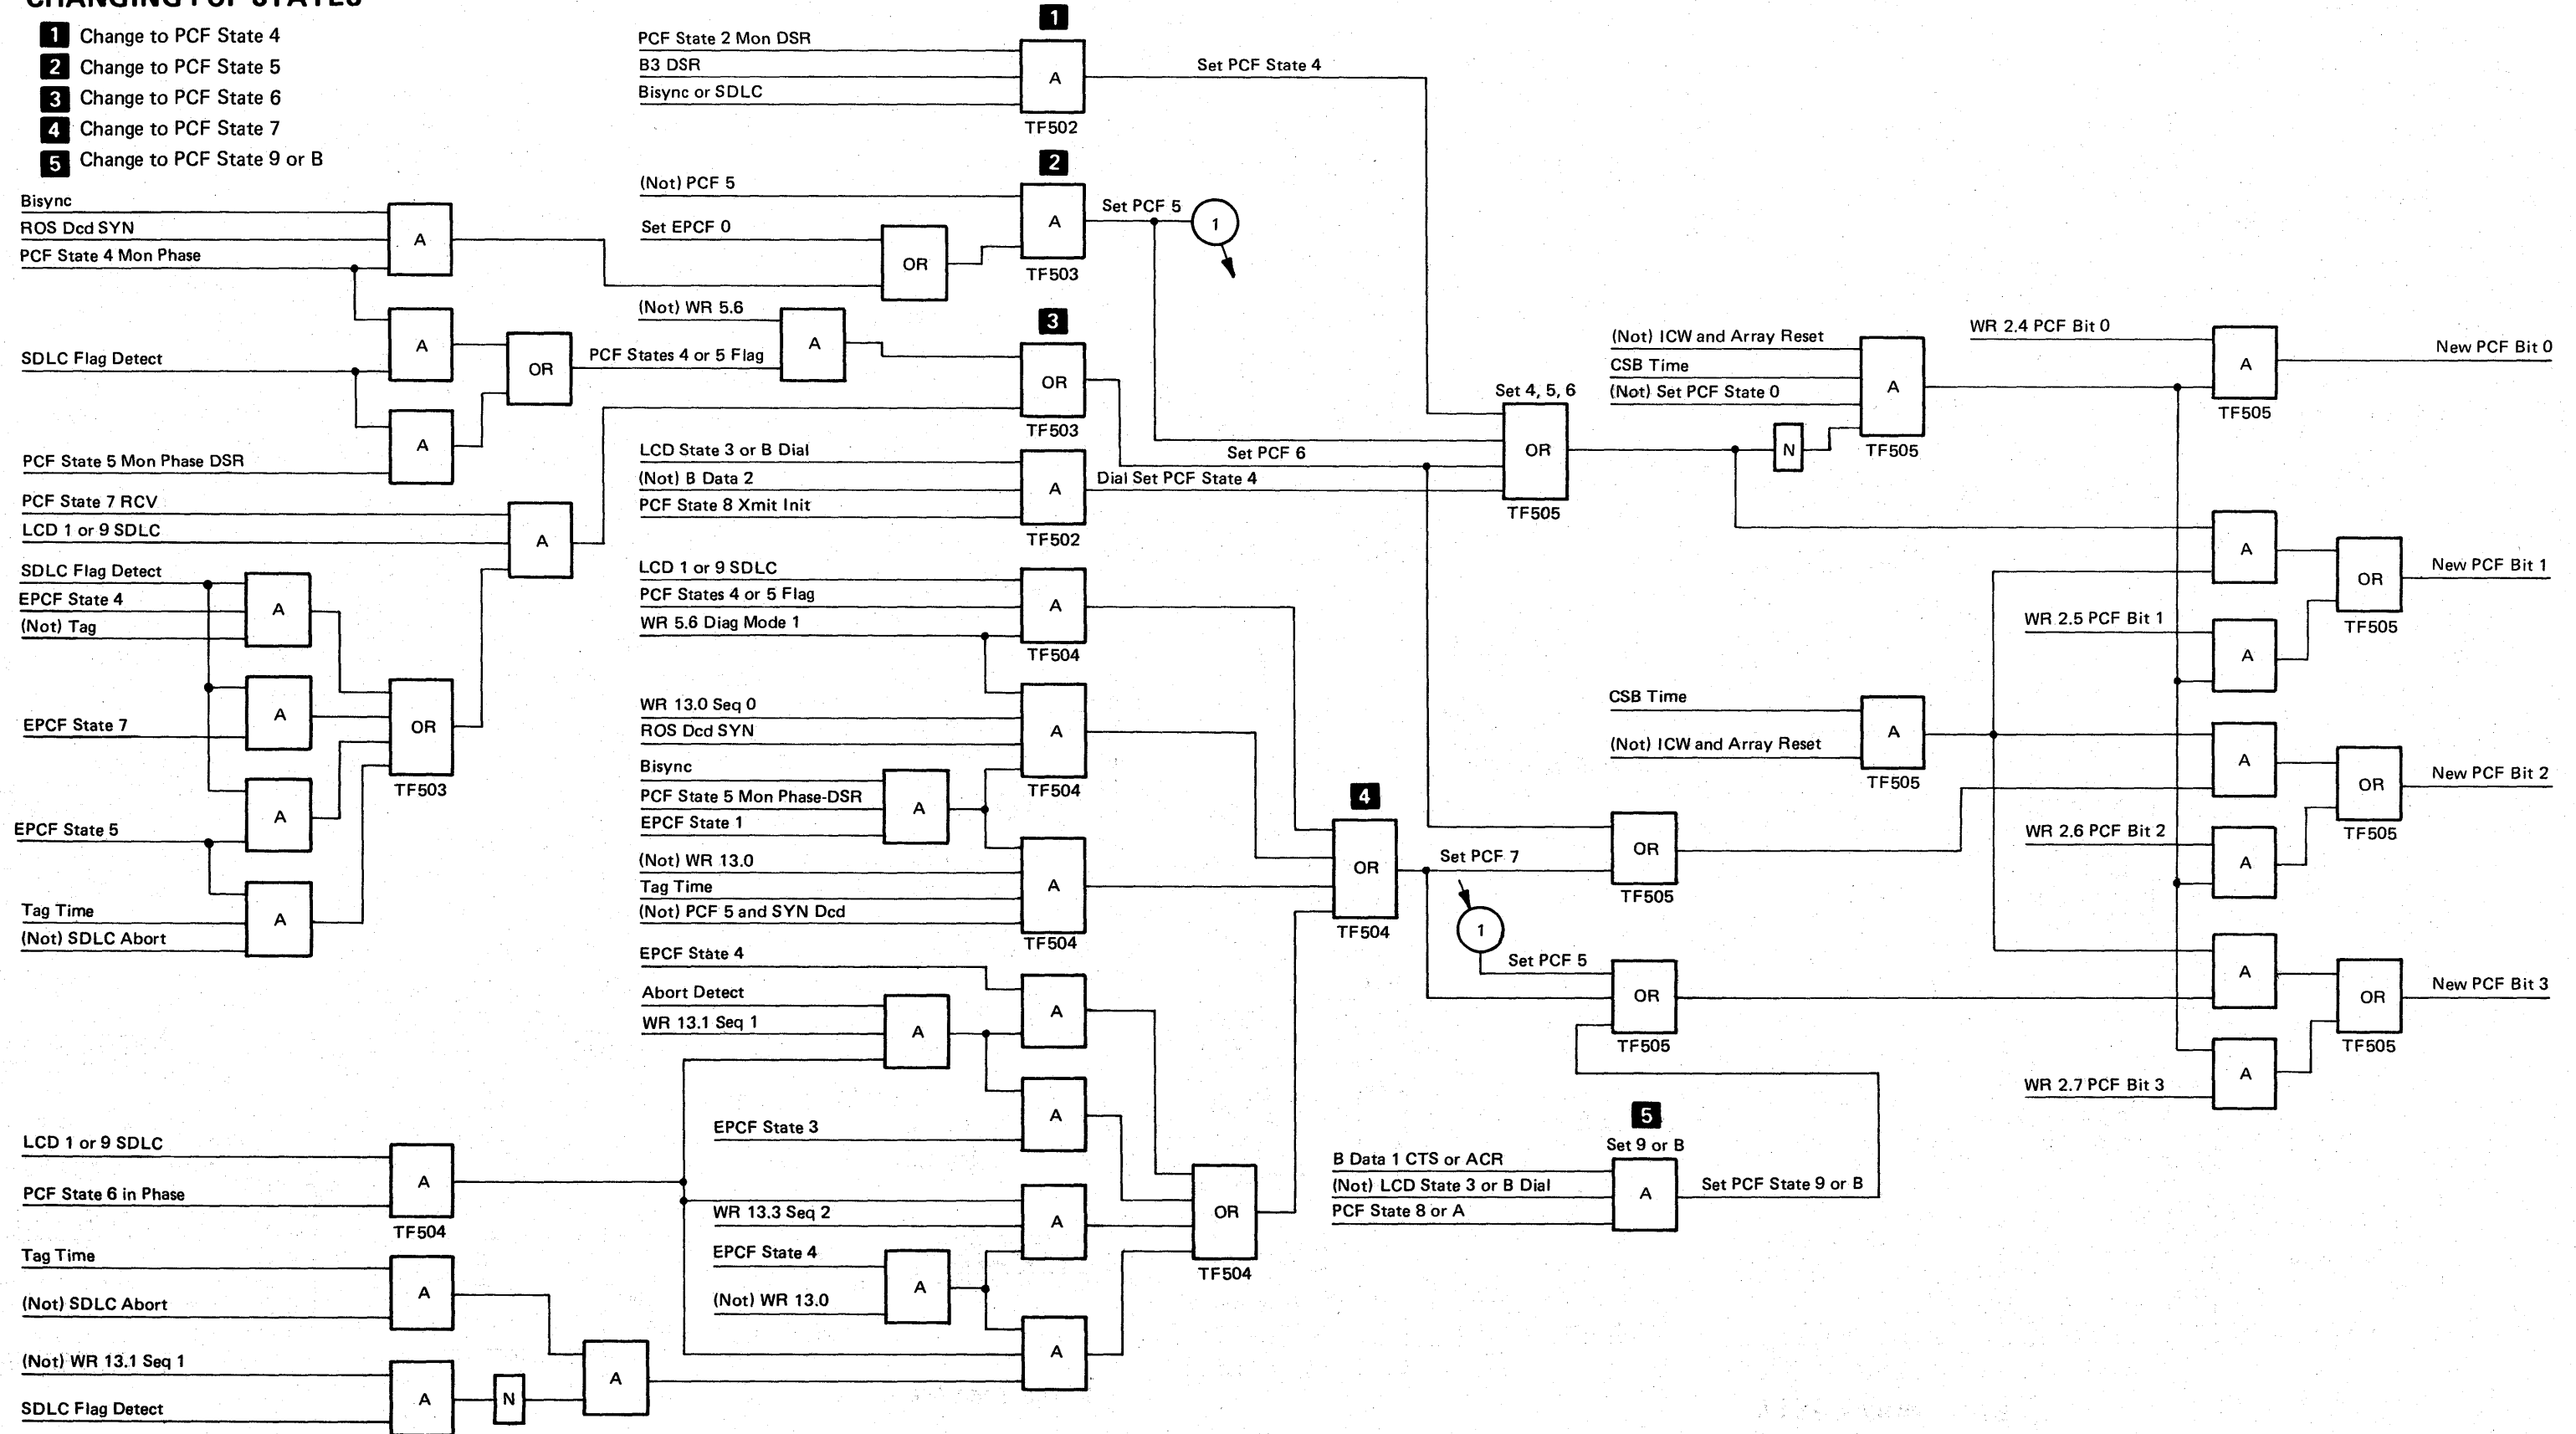 CHANGING PCF STATES
1 Change to PCF State 4
2 Change to PCF State 5
3 Change to PCF State 6
4 Change to PCF State 7
5 Change to PCF State 9 or B
Bisync
ROS Dcd SYN
PCF State 4 Mon Phase
A
SDLC Flag Detect
A
OR
PCF States 4 or 5 Flag
A
PCF State 5 Mon Phase DSR
PCF State 7 RCV
LCD 1 or 9 SDLC
A
SDLC Flag Detect
EPCF State 4
(Not) Tag
A
EPCF State 7
A
OR
TF503
EPCF State 5
A
Tag Time
(Not) SDLC Abort
A
LCD 1 or 9 SDLC
PCF State 6 in Phase
A
TF504
Tag Time
(Not) SDLC Abort
A
(Not) WR 13.1 Seq 1
SDLC Flag Detect
A
N
A
1
PCF State 2 Mon DSR
B3 DSR
Bisync or SDLC
A
TF502
Set PCF State 4
2
(Not) PCF 5
Set EPCF 0
OR
A
TF503
Set PCF 5
1
(Not) WR 5.6
A
3
OR
TF503
LCD State 3 or B Dial
(Not) B Data 2
PCF State 8 Xmit Init
A
TF502
Set PCF 6
Dial Set PCF State 4
LCD 1 or 9 SDLC
PCF States 4 or 5 Flag
WR 5.6 Diag Mode 1
A
TF504
WR 13.0 Seq 0
ROS Dcd SYN
A
TF504
Bisync
PCF State 5 Mon Phase-DSR
EPCF State 1
A
(Not) WR 13.0
Tag Time
(Not) PCF 5 and SYN Dcd
A
TF504
EPCF State 4
A
Abort Detect
WR 13.1 Seq 1
A
EPCF State 3
A
WR 13.3 Seq 2
A
EPCF State 4
(Not) WR 13.0
A
A
OR
TF504
4
OR
TF504
Set PCF 7
Set 4, 5, 6
OR
TF505
N
(Not) ICW and Array Reset
CSB Time
(Not) Set PCF State 0
A
TF505
CSB Time
(Not) ICW and Array Reset
A
TF505
OR
TF505
1
Set PCF 5
OR
TF505
5
Set 9 or B
B Data 1 CTS or ACR
(Not) LCD State 3 or B Dial
PCF State 8 or A
A
Set PCF State 9 or B
WR 2.4 PCF Bit 0
A
TF505
New PCF Bit 0
A
OR
TF505
New PCF Bit 1
WR 2.5 PCF Bit 1
A
A
OR
TF505
New PCF Bit 2
WR 2.6 PCF Bit 2
A
A
OR
TF505
New PCF Bit 3
WR 2.7 PCF Bit 3
A